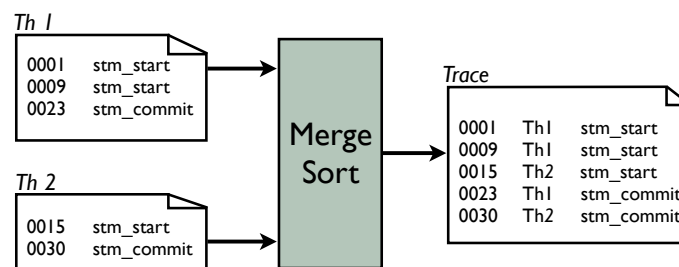 Th 1
0001 stm_start
0009 stm_start
0023 stm_commit
Th 2
0015 stm_start
0030 stm_commit
Merge
Sort
Trace
0001 Th1 stm_start
0009 Th1 stm_start
0015 Th2 stm_start
0023 Th1 stm_commit
0030 Th2 stm_commit